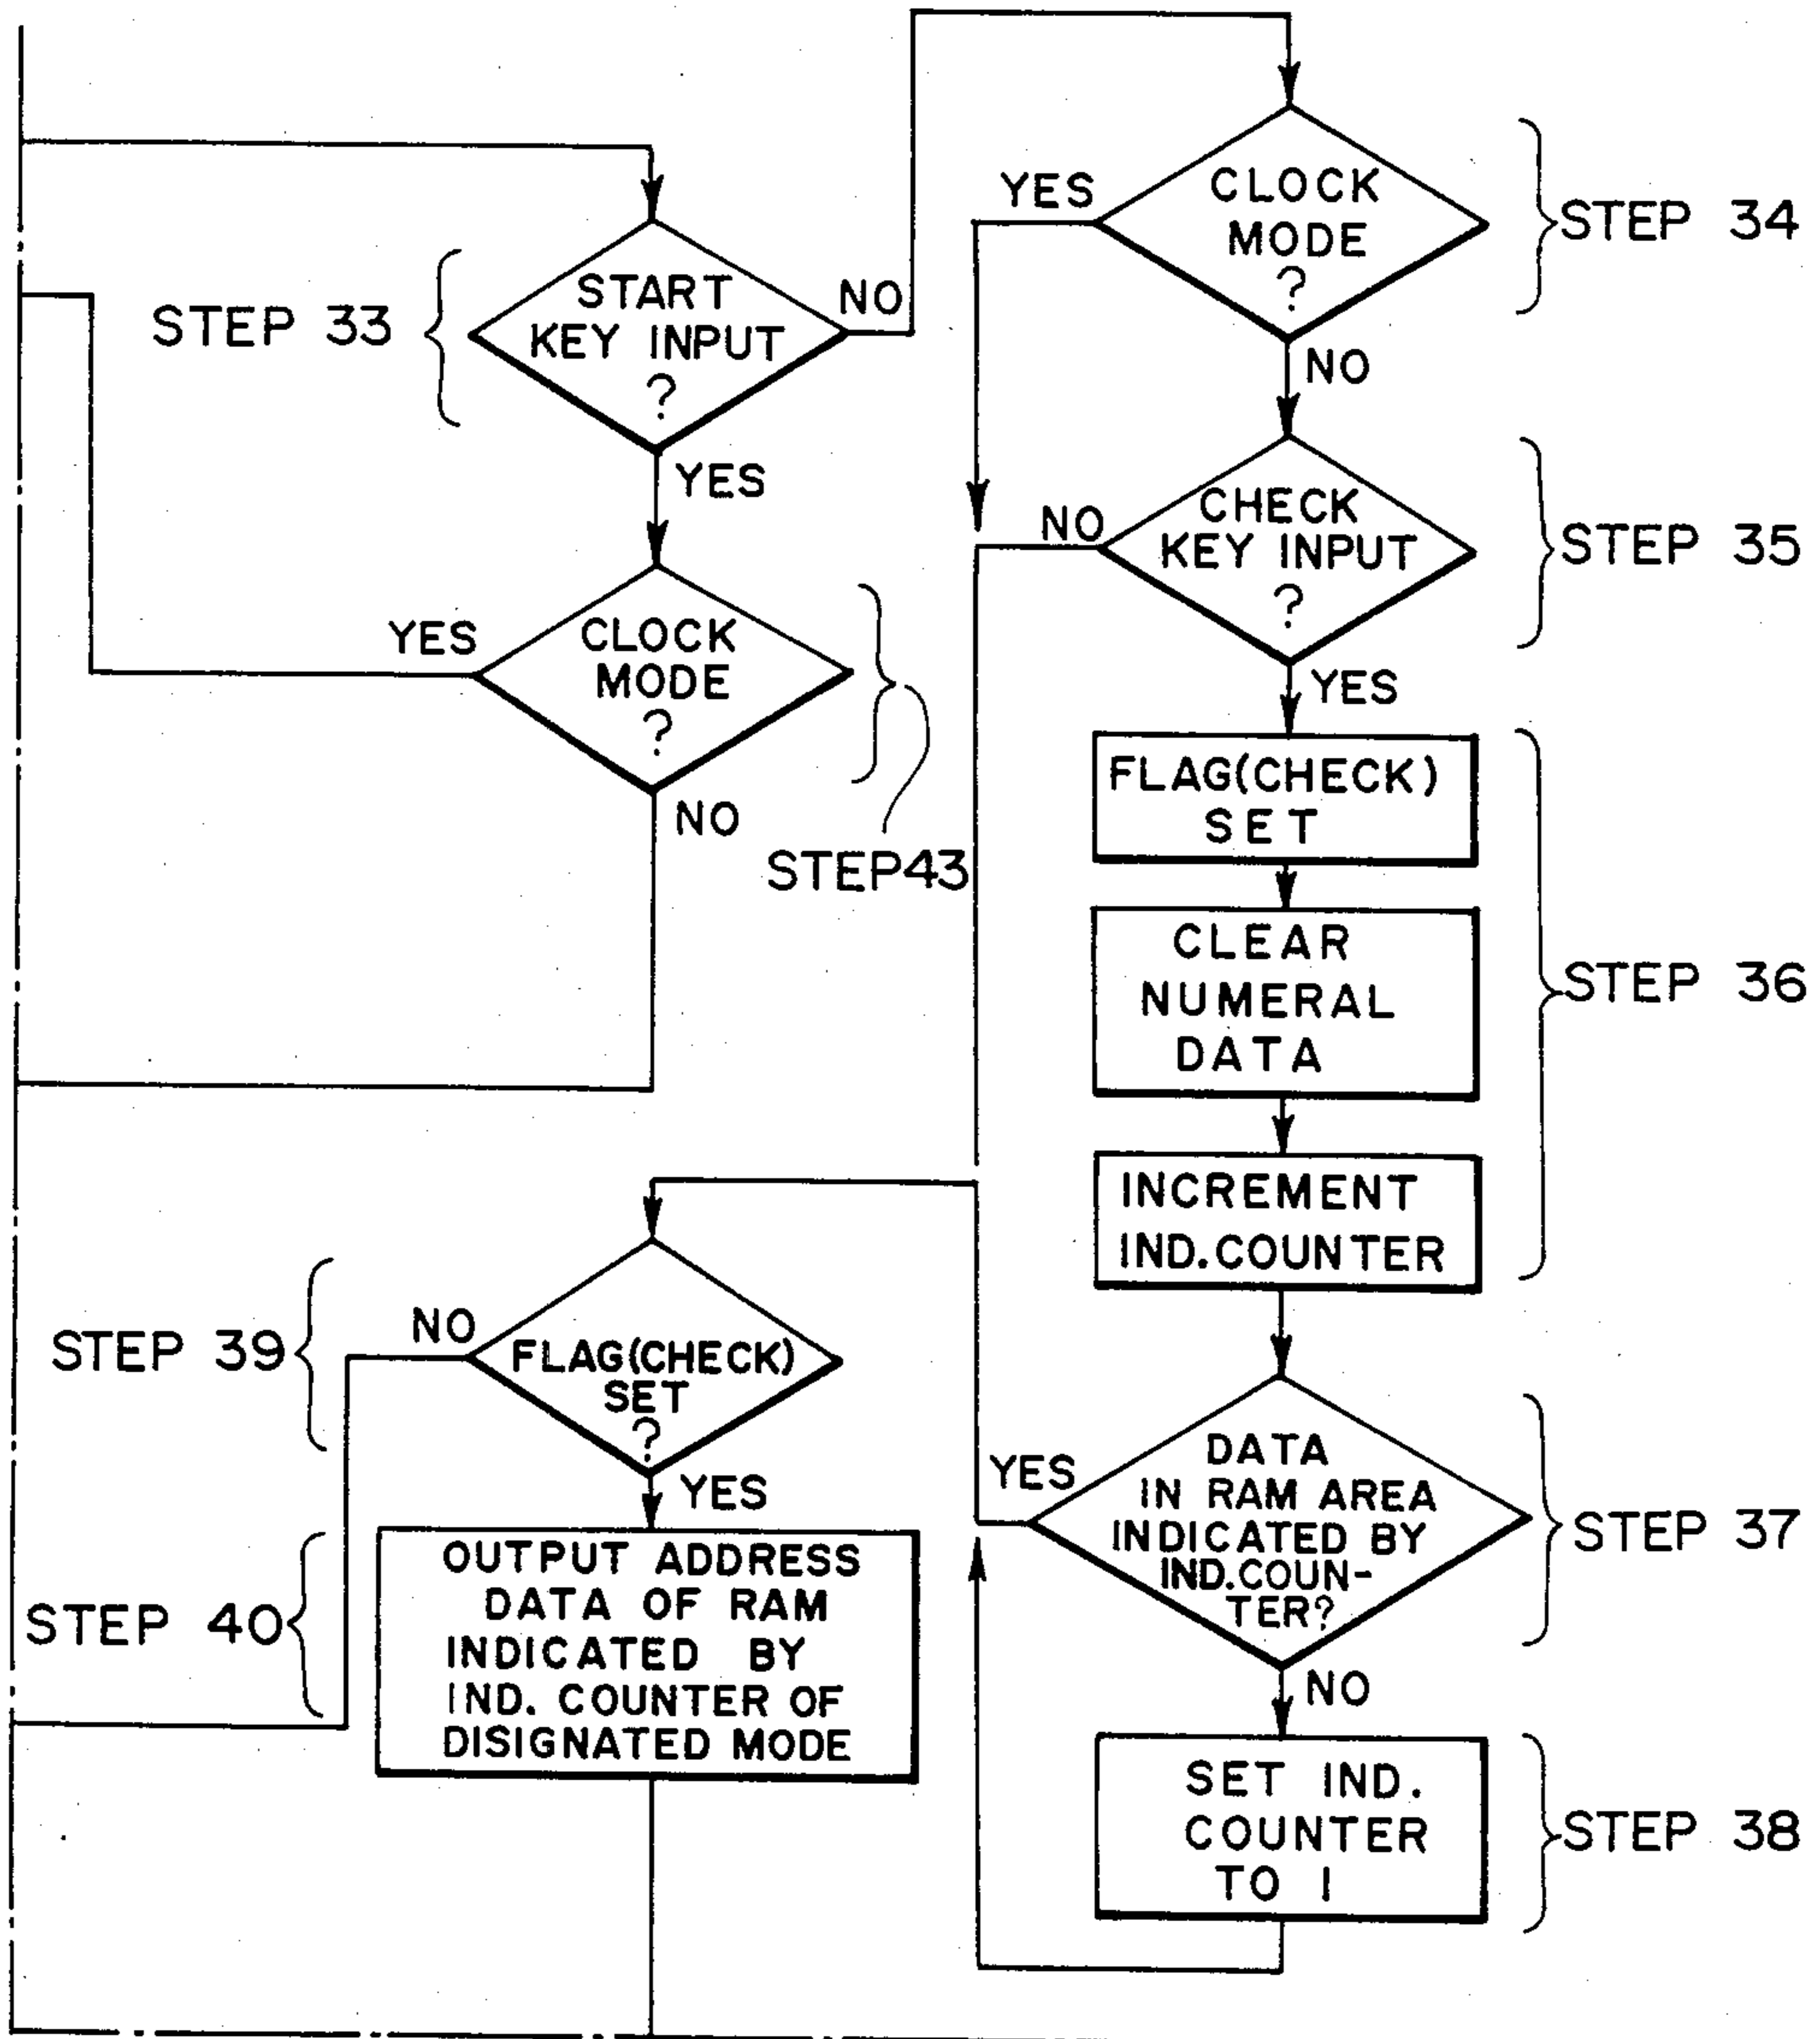 STEP 33
START
KEY INPUT
?
NO
YES
YES
CLOCK
MODE
?
NO
STEP43
YES
CLOCK
MODE
?
STEP 34
NO
NO
CHECK
KEY INPUT
?
STEP 35
YES
FLAG(CHECK)
SET
CLEAR
NUMERAL
DATA
INCREMENT
IND.COUNTER
STEP 36
YES
DATA
IN RAM AREA
INDICATED BY
IND.COUN-
TER?
STEP 37
NO
SET IND.
COUNTER
TO 1
STEP 38
STEP 39
NO
FLAG(CHECK)
SET
?
YES
STEP 40
OUTPUT ADDRESS
DATA OF RAM
INDICATED BY
IND. COUNTER OF
DISIGNATED MODE